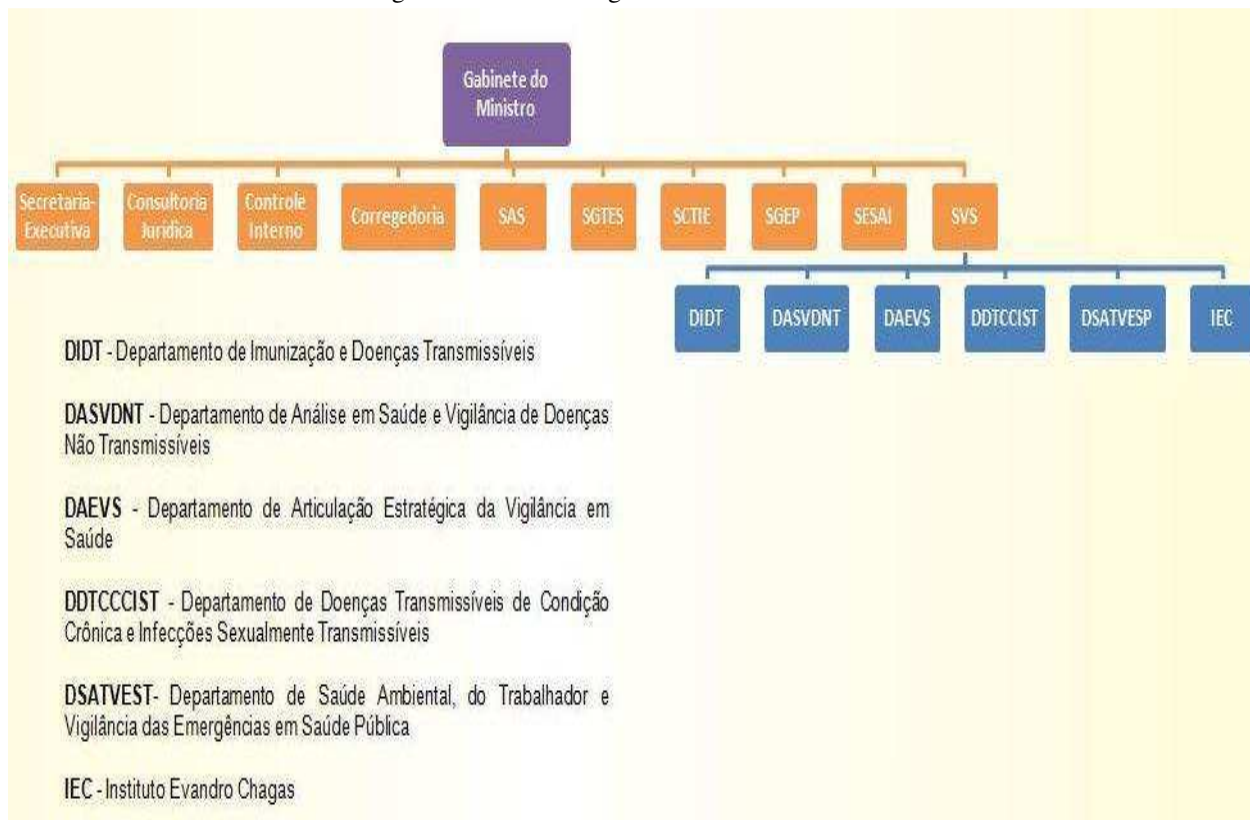 Gabinete do
Ministro
Secretaria-
Executiva
Consultoria
Jurídica
Controle
Interno
Corregedoria
SAS
SGTES
SCTIE
SGEP
SESAI
SVS
DIDT
DASVDNT
DAEVS
DDTCCIST
DSATVESP
IEC
DIDT - Departamento de Imunização e Doenças Transmissíveis
DASVDNT - Departamento de Análise em Saúde e Vigilância de Doenças
Não Transmissíveis
DAEVS - Departamento de Articulação Estratégica da Vigilância em
Saúde
DDTCCCIST - Departamento de Doenças Transmissíveis de Condição
Crônica e Infecções Sexualmente Transmissíveis
DSATVEST- Departamento de Saúde Ambiental, do Trabalhador e
Vigilância das Emergências em Saúde Pública
IEC - Instituto Evandro Chagas